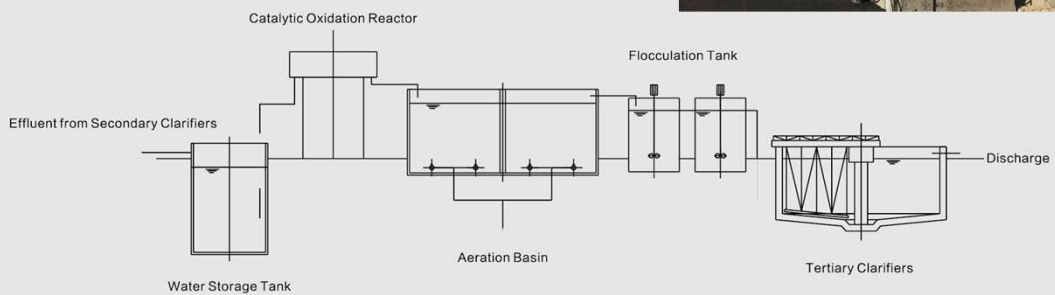 Catalytic Oxidation Reactor
Flocculation Tank
Effluent from Secondary Clarifiers
Discharge
Aeration Basin
Tertiary Clarifiers
Water Storage Tank